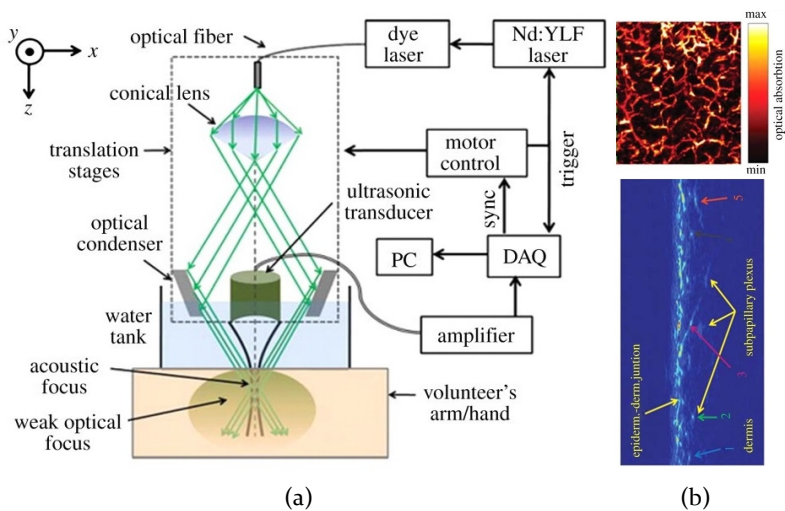 y
x
z
optical fiber
conical lens
translation
stages
optical
condenser
water
tank
acoustic
focus
weak optical
focus
ultrasonic
transducer
dye
laser
Nd:YLF
laser
motor
control
trigger
sync
PC
DAQ
amplifier
volunteer's
arm/hand
(a)
max
optical absorbtion
min
epiderm.-derm.juntion
dermis
subpapillary plexus
1
2
3
5
(b)